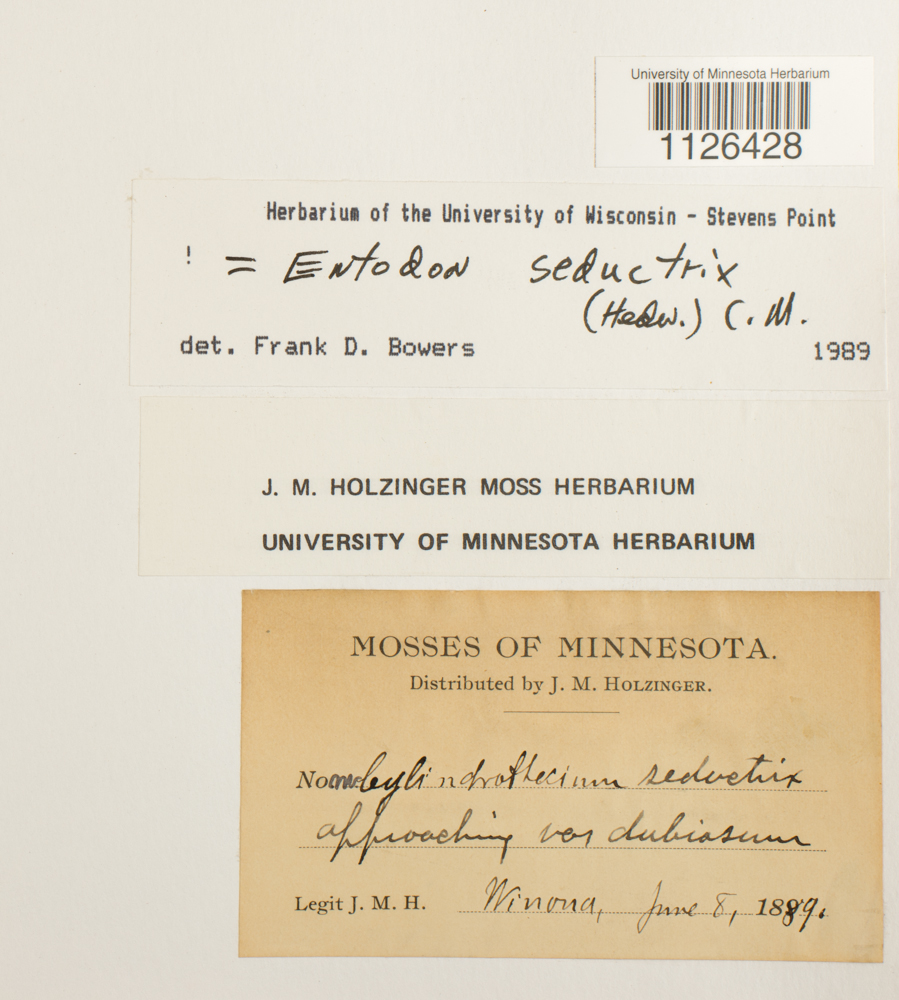 University of Minnesota Herbarium
1126428
Herbarium of the University of Wisconsin - Stevens Point
! = Entodon seductrix
(Hedw.) C. M.
det. Frank D. Bowers 1989
J. M. HOLZINGER MOSS HERBARIUM
UNIVERSITY OF MINNESOTA HERBARIUM
MOSSES OF MINNESOTA.
Distributed by J. M. HOLZINGER.
Cylindrothecium seductrix
approaching var dubiosum
Legit J. M. H. Winona, June 8, 1889.